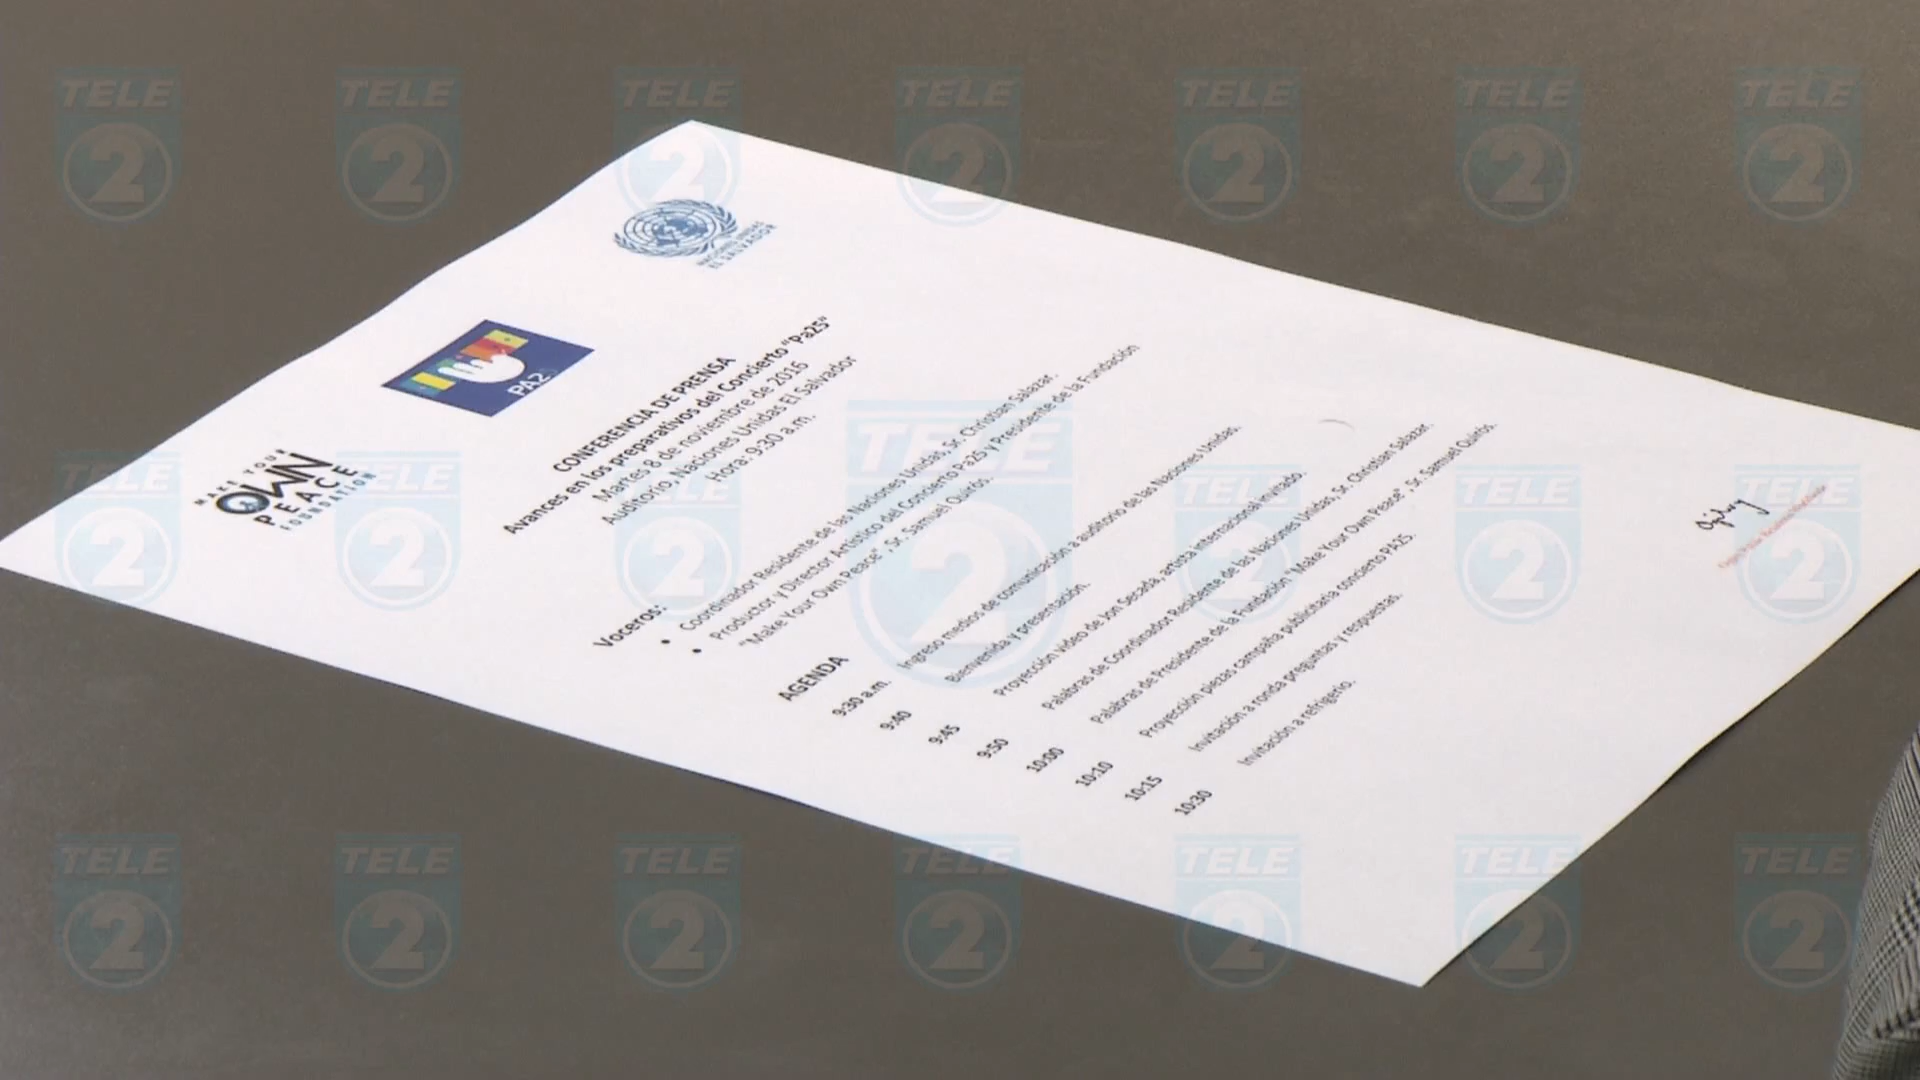 MAKE YOUR
OWN
PEACE
FOUNDATION
PA25
NACIONES UNIDAS
EL SALVADOR
CONFERENCIA DE PRENSA
Avances en los preparativos del Concierto "Pa25"
Martes 8 de noviembre de 2016
Auditorio, Naciones Unidas El Salvador
Hora: 9:30 a.m.
Voceros:
• Coordinador Residente de las Naciones Unidas, Sr. Christian Salazar.
• Productor y Director Artístico del Concierto Pa25 y Presidente de la Fundación
"Make Your Own Peace", Sr. Samuel Quirós.
AGENDA
9:30 a.m. Ingreso medios de comunicación a auditorio de las Naciones Unidas.
9:40 Bienvenida y presentación.
9:45 Proyección video de Jon Secada, artista internacional invitado.
9:50 Palabras de Coordinador Residente de las Naciones Unidas, Sr. Christian Salazar.
10:00 Palabras de Presidente de la Fundación "Make Your Own Peace", Sr. Samuel Quirós.
10:10 Proyección piezas campaña publicitaria concierto PA25.
10:15 Invitación a ronda preguntas y respuestas.
10:30 Invitación a refrigerio.
Ogilvy
TELE
2